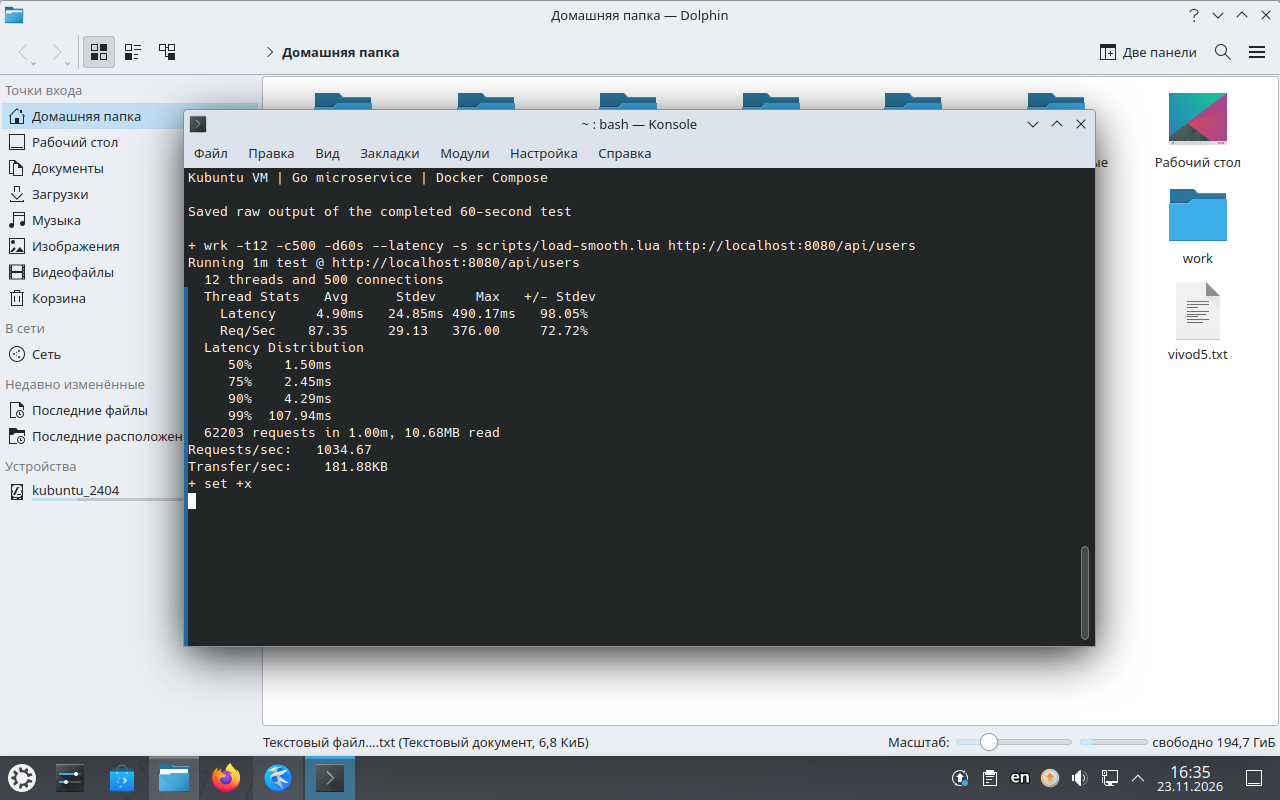 Домашняя папка — Dolphin
Домашняя папка
Две панели
Точки входа
Домашняя папка
Рабочий стол
Документы
Загрузки
Музыка
Изображения
Видеофайлы
Корзина
В сети
Сеть
Недавно изменённые
Последние файлы
Последние расположен
Устройства
kubuntu_2404
ые
Рабочий стол
work
vivod5.txt
~ : bash — Konsole
Файл Правка Вид Закладки Модули Настройка Справка
Kubuntu VM | Go microservice | Docker Compose
Saved raw output of the completed 60-second test
+ wrk -t12 -c500 -d60s --latency -s scripts/load-smooth.lua http://localhost:8080/api/users
Running 1m test @ http://localhost:8080/api/users
  12 threads and 500 connections
  Thread Stats   Avg      Stdev     Max   +/- Stdev
    Latency     4.90ms   24.85ms 490.17ms   98.05%
    Req/Sec    87.35     29.13   376.00     72.72%
  Latency Distribution
     50%    1.50ms
     75%    2.45ms
     90%    4.29ms
     99%  107.94ms
  62203 requests in 1.00m, 10.68MB read
Requests/sec:   1034.67
Transfer/sec:    181.88KB
+ set +x
Текстовый файл....txt (Текстовый документ, 6,8 КиБ)
Масштаб:
свободно 194,7 ГиБ
en
16:35
23.11.2026